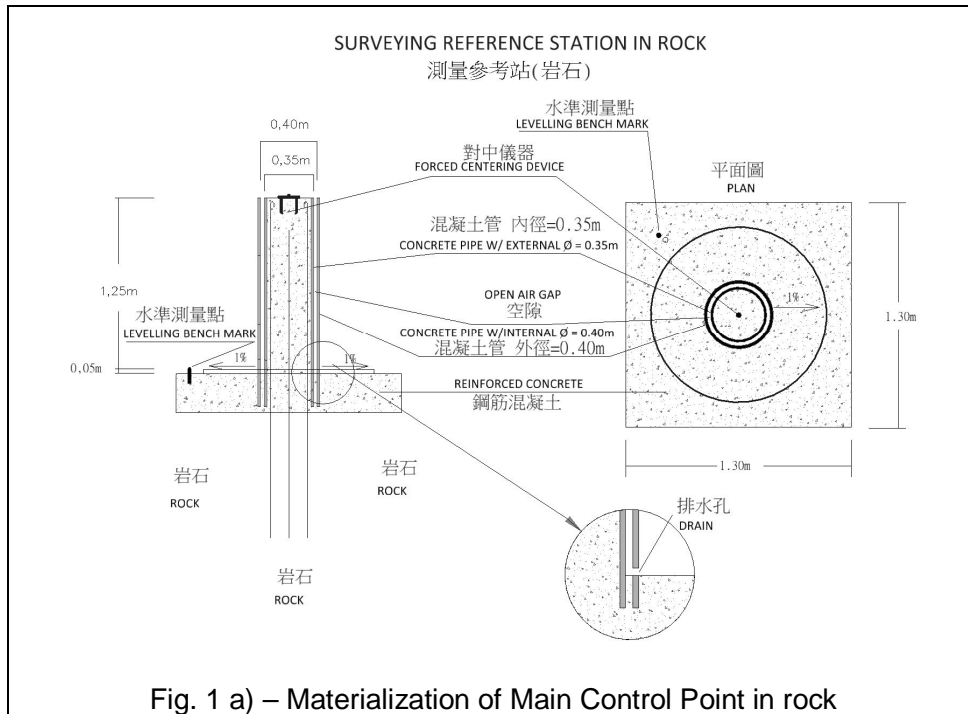 SURVEYING REFERENCE STATION IN ROCK
測量參考站(岩石)
0,40m
0,35m
1,25m
0,05m
水準測量點
LEVELLING BENCH MARK
1%
1%
水準測量點
LEVELLING BENCH MARK
對中儀器
FORCED CENTERING DEVICE
混凝土管 內徑=0.35m
CONCRETE PIPE W/ EXTERNAL Ø = 0.35m
OPEN AIR GAP
空隙
CONCRETE PIPE W/INTERNAL Ø = 0.40m
混凝土管 外徑=0.40m
REINFORCED CONCRETE
鋼筋混凝土
平面圖
PLAN
1%
1.30m
1.30m
岩石
ROCK
岩石
ROCK
岩石
ROCK
排水孔
DRAIN
Fig. 1 a) – Materialization of Main Control Point in rock